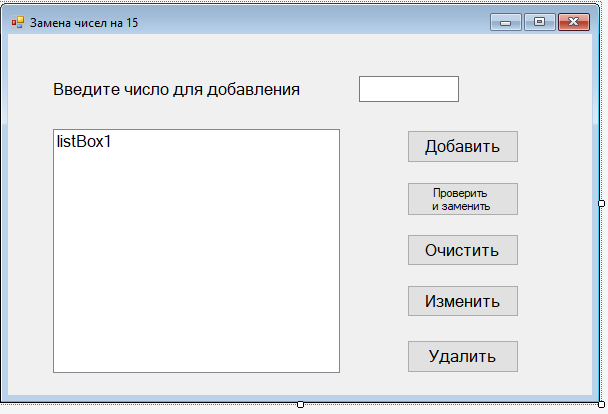 Замена чисел на 15
Введите число для добавления
listBox1
Добавить
Проверить
и заменить
Очистить
Изменить
Удалить